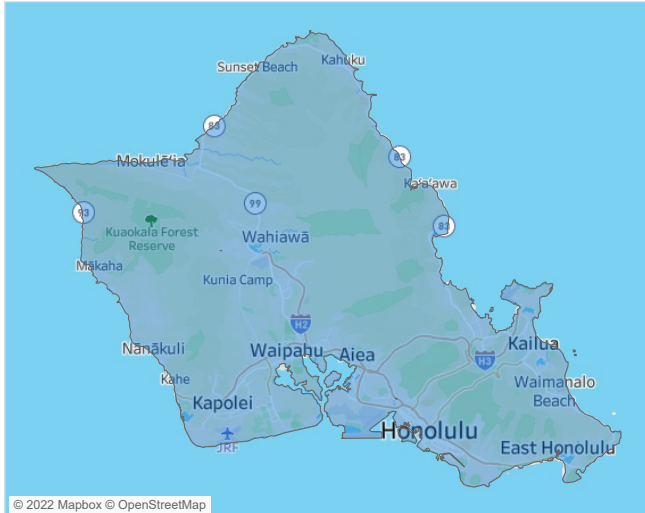 Kahuku
Sunset Beach
83
83
Mokulē‘ia
Ka‘a‘awa
99
93
83
Kuaokala Forest
Reserve
Wahiawā
Mākaha
Kunia Camp
H2
Nānākuli
Waipahu
Aiea
Kailua
H3
Kahe
Waimanalo
Beach
Kapolei
Honolulu
JRF
East Honolulu
© 2022 Mapbox © OpenStreetMap